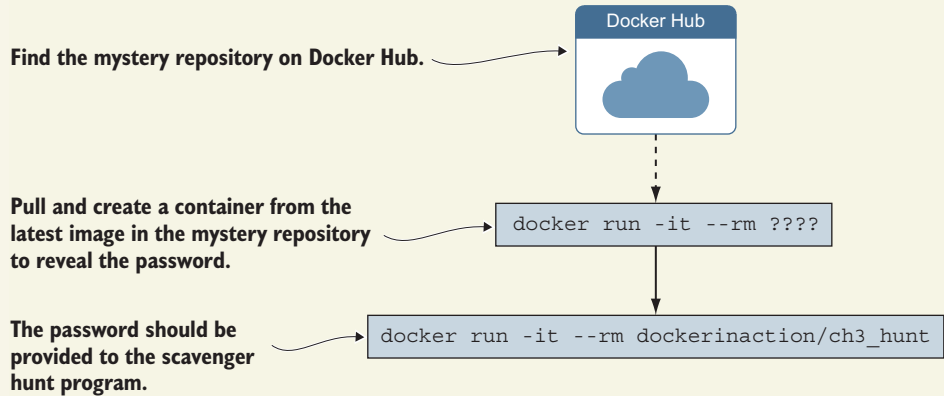 Docker Hub
Find the mystery repository on Docker Hub.
Pull and create a container from the
latest image in the mystery repository
to reveal the password.
docker run -it --rm ????
The password should be
provided to the scavenger
hunt program.
docker run -it --rm dockerinaction/ch3_hunt